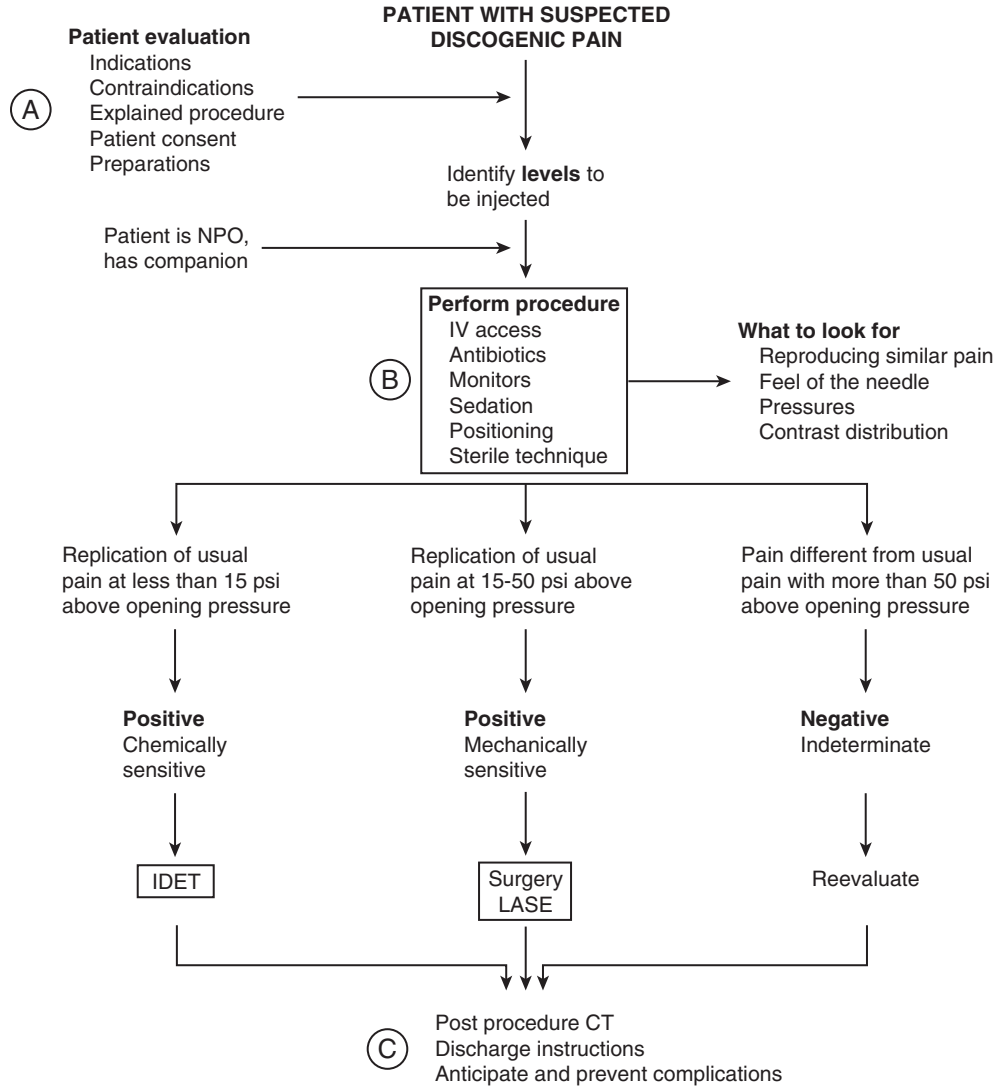 PATIENT WITH SUSPECTED
DISCOGENIC PAIN
Patient evaluation
Indications
Contraindications
Explained procedure
Patient consent
Preparations
A
Identify levels to
be injected
Patient is NPO,
has companion
Perform procedure
IV access
Antibiotics
Monitors
Sedation
Positioning
Sterile technique
B
What to look for
Reproducing similar pain
Feel of the needle
Pressures
Contrast distribution
Replication of usual
pain at less than 15 psi
above opening pressure
Replication of usual
pain at 15-50 psi above
opening pressure
Pain different from usual
pain with more than 50 psi
above opening pressure
Positive
Chemically
sensitive
Positive
Mechanically
sensitive
Negative
Indeterminate
IDET
Surgery
LASE
Reevaluate
C
Post procedure CT
Discharge instructions
Anticipate and prevent complications